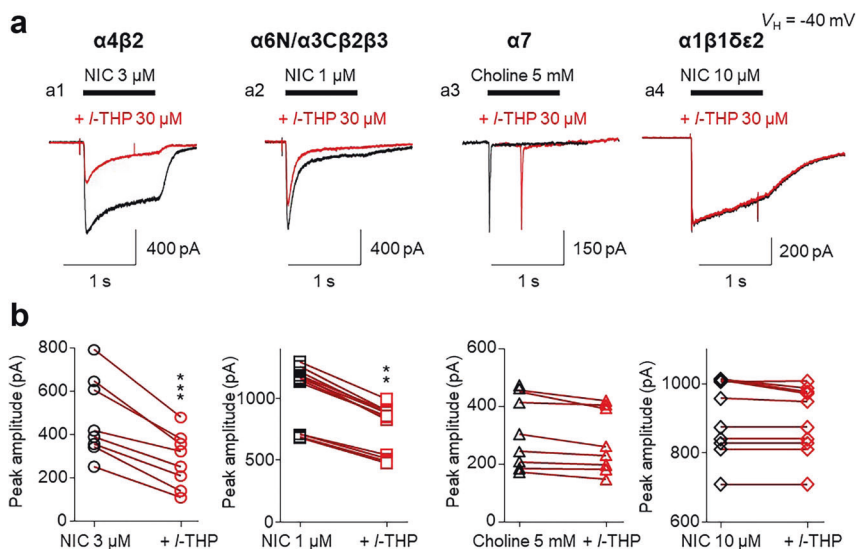 a
V_H = -40 mV
α4β2
α6N/α3Cβ2β3
α7
α1β1δε2
a1
NIC 3 μM
a2
NIC 1 μM
a3
Choline 5 mM
a4
NIC 10 μM
+ l-THP 30 μM
+ l-THP 30 μM
+ l-THP 30 μM
+ l-THP 30 μM
400 pA
1 s
400 pA
1 s
150 pA
1 s
200 pA
1 s
b
Peak amplitude (pA)
800
600
400
200
0
***
NIC 3 μM
+ l-THP
Peak amplitude (pA)
1000
500
0
**
NIC 1 μM
+ l-THP
Peak amplitude (pA)
600
400
200
0
Choline 5 mM
+ l-THP
Peak amplitude (pA)
1000
800
600
NIC 10 μM
+ l-THP